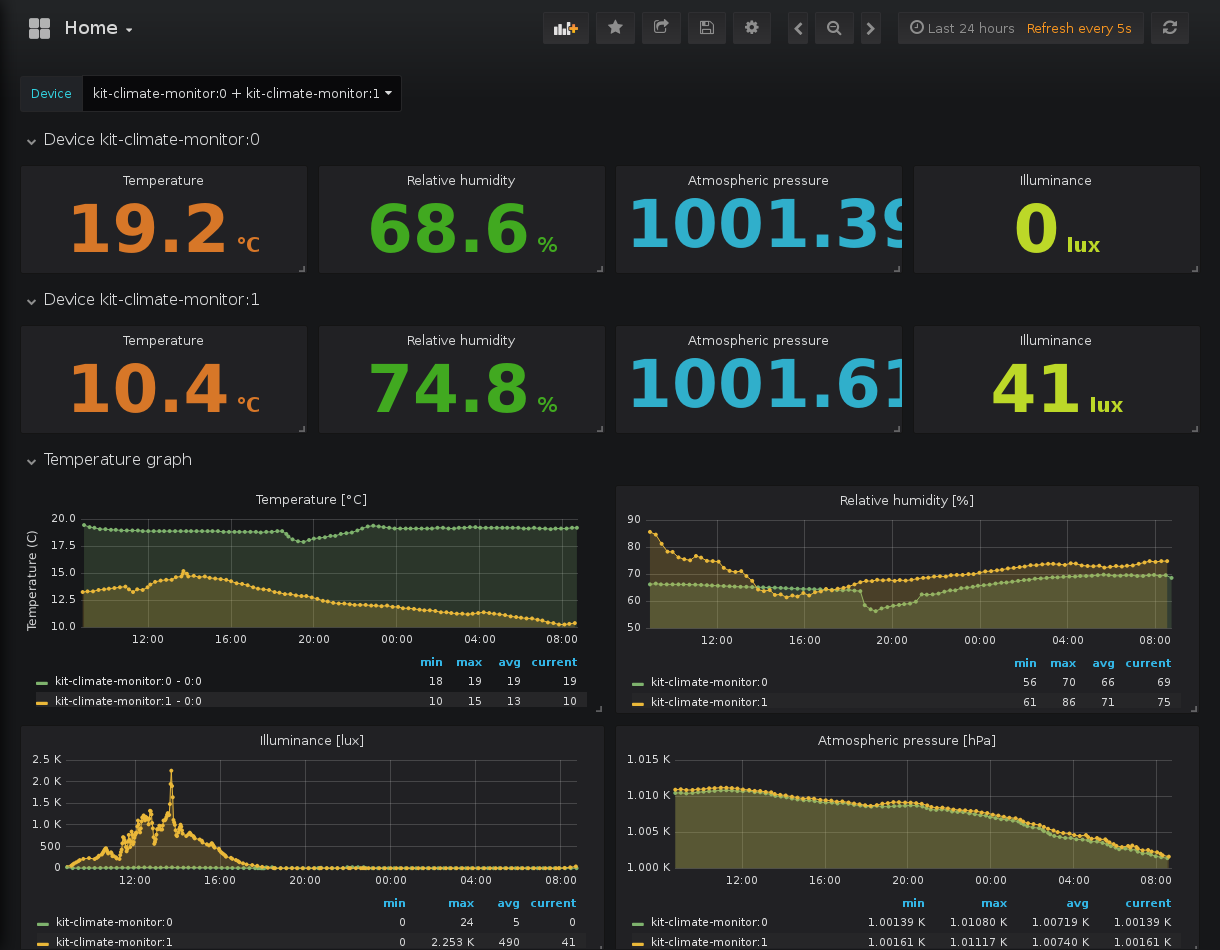 Home
Last 24 hours Refresh every 5s
Device kit-climate-monitor:0 + kit-climate-monitor:1
Device kit-climate-monitor:0
Temperature Relative humidity Atmospheric pressure Illuminance
19.2 °C 68.6 % 1001.39 0 lux
Device kit-climate-monitor:1
Temperature Relative humidity Atmospheric pressure Illuminance
10.4 °C 74.8 % 1001.61 41 lux
Temperature graph
Temperature [°C]
Temperature (C)
20.0
17.5
15.0
12.5
10.0
12:00 16:00 20:00 00:00 04:00 08:00
min max avg current
kit-climate-monitor:0 - 0:0 18 19 19 19
kit-climate-monitor:1 - 0:0 10 15 13 10
Relative humidity [%]
90
80
70
60
50
12:00 16:00 20:00 00:00 04:00 08:00
min max avg current
kit-climate-monitor:0 56 70 66 69
kit-climate-monitor:1 61 86 71 75
Illuminance [lux]
2.5 K
2.0 K
1.5 K
1.0 K
500
0
12:00 16:00 20:00 00:00 04:00 08:00
min max avg current
kit-climate-monitor:0 0 24 5 0
kit-climate-monitor:1 0 2.253 K 490 41
Atmospheric pressure [hPa]
1.015 K
1.010 K
1.005 K
1.000 K
12:00 16:00 20:00 00:00 04:00 08:00
min max avg current
kit-climate-monitor:0 1.00139 K 1.01080 K 1.00719 K 1.00139 K
kit-climate-monitor:1 1.00161 K 1.01117 K 1.00740 K 1.00161 K